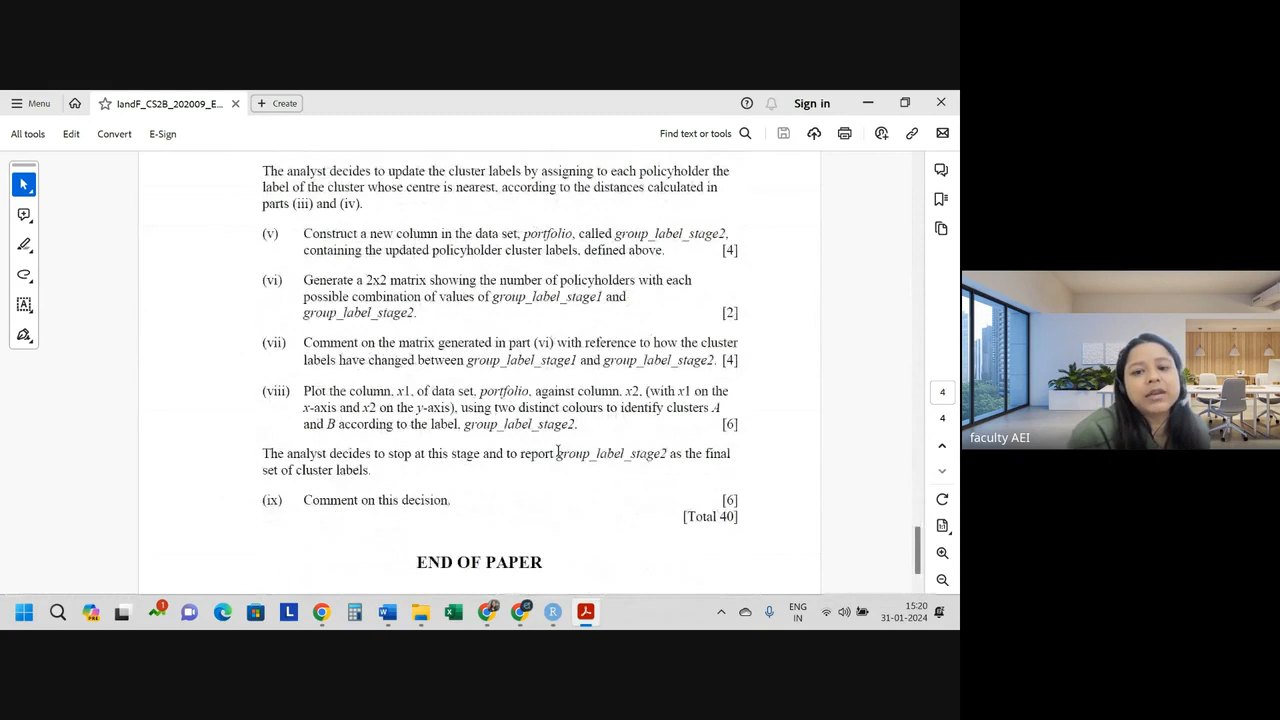 Menu
IandF_CS2B_202009_E...
Create
Sign in
All tools
Edit
Convert
E-Sign
Find text or tools
The analyst decides to update the cluster labels by assigning to each policyholder the
label of the cluster whose centre is nearest, according to the distances calculated in
parts (iii) and (iv).
(v) Construct a new column in the data set, portfolio, called group_label_stage2,
containing the updated policyholder cluster labels, defined above. [4]
(vi) Generate a 2x2 matrix showing the number of policyholders with each
possible combination of values of group_label_stage1 and
group_label_stage2. [2]
(vii) Comment on the matrix generated in part (vi) with reference to how the cluster
labels have changed between group_label_stage1 and group_label_stage2. [4]
(viii) Plot the column, x1, of data set, portfolio, against column, x2, (with x1 on the
x-axis and x2 on the y-axis), using two distinct colours to identify clusters A
and B according to the label, group_label_stage2. [6]
The analyst decides to stop at this stage and to report group_label_stage2 as the final
set of cluster labels.
(ix) Comment on this decision. [6]
[Total 40]
END OF PAPER
4
4
faculty AEI
1
ENG
IN
15:20
31-01-2024